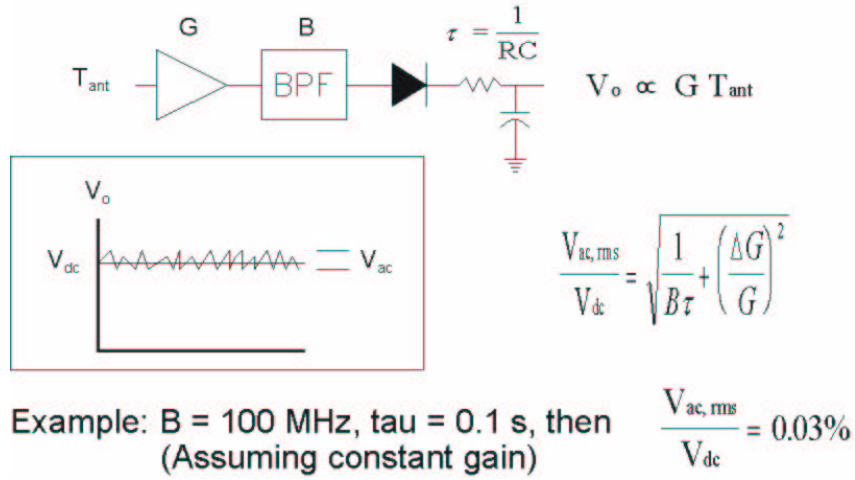 G
B
τ = 1/RC
T_ant
BPF
V_o ∝ G T_ant
V_o
V_dc
V_ac
V_ac, rms / V_dc = √(1/Bτ + (ΔG/G)²)
Example: B = 100 MHz, tau = 0.1 s, then
(Assuming constant gain)
V_ac, rms / V_dc = 0.03%